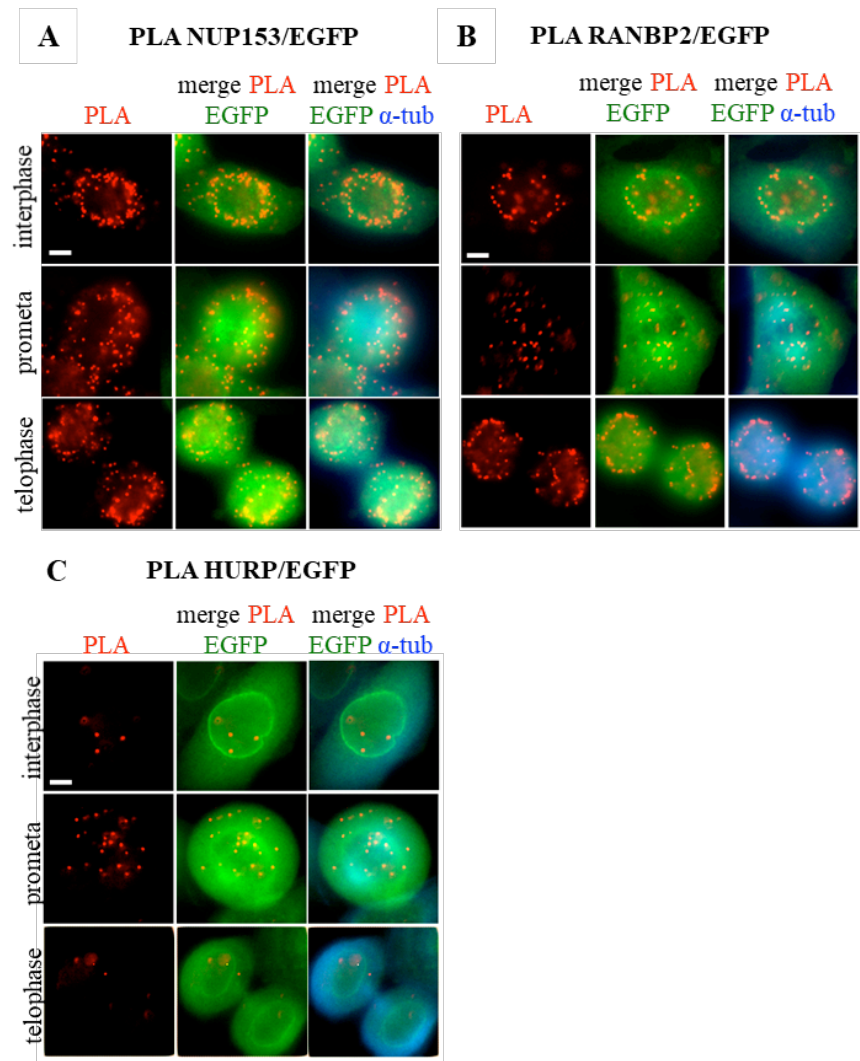 A PLA NUP153/EGFP
merge PLA merge PLA
PLA EGFP EGFP α-tub
interphase
prometa
telophase
B PLA RANBP2/EGFP
merge PLA merge PLA
PLA EGFP EGFP α-tub
C PLA HURP/EGFP
merge PLA merge PLA
PLA EGFP EGFP α-tub
interphase
prometa
telophase